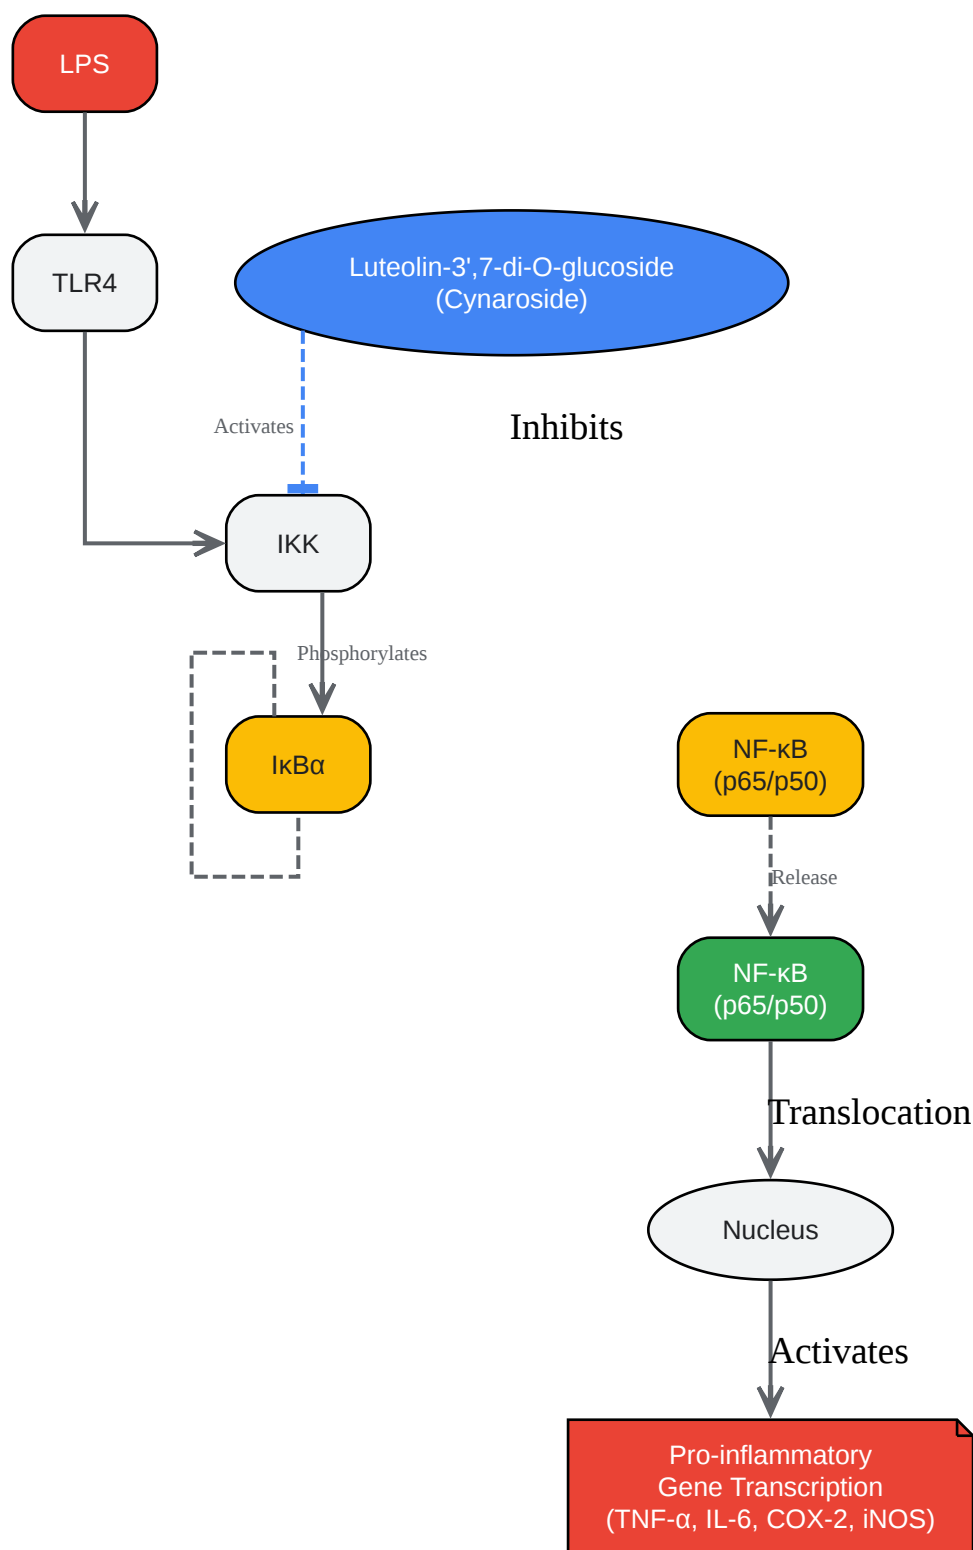 LPS
TLR4
Luteolin-3',7-di-O-glucoside
(Cynaroside)
Activates
Inhibits
IKK
Phosphorylates
IκBα
NF-κB
(p65/p50)
Release
NF-κB
(p65/p50)
Translocation
Nucleus
Activates
Pro-inflammatory
Gene Transcription
(TNF-α, IL-6, COX-2, iNOS)